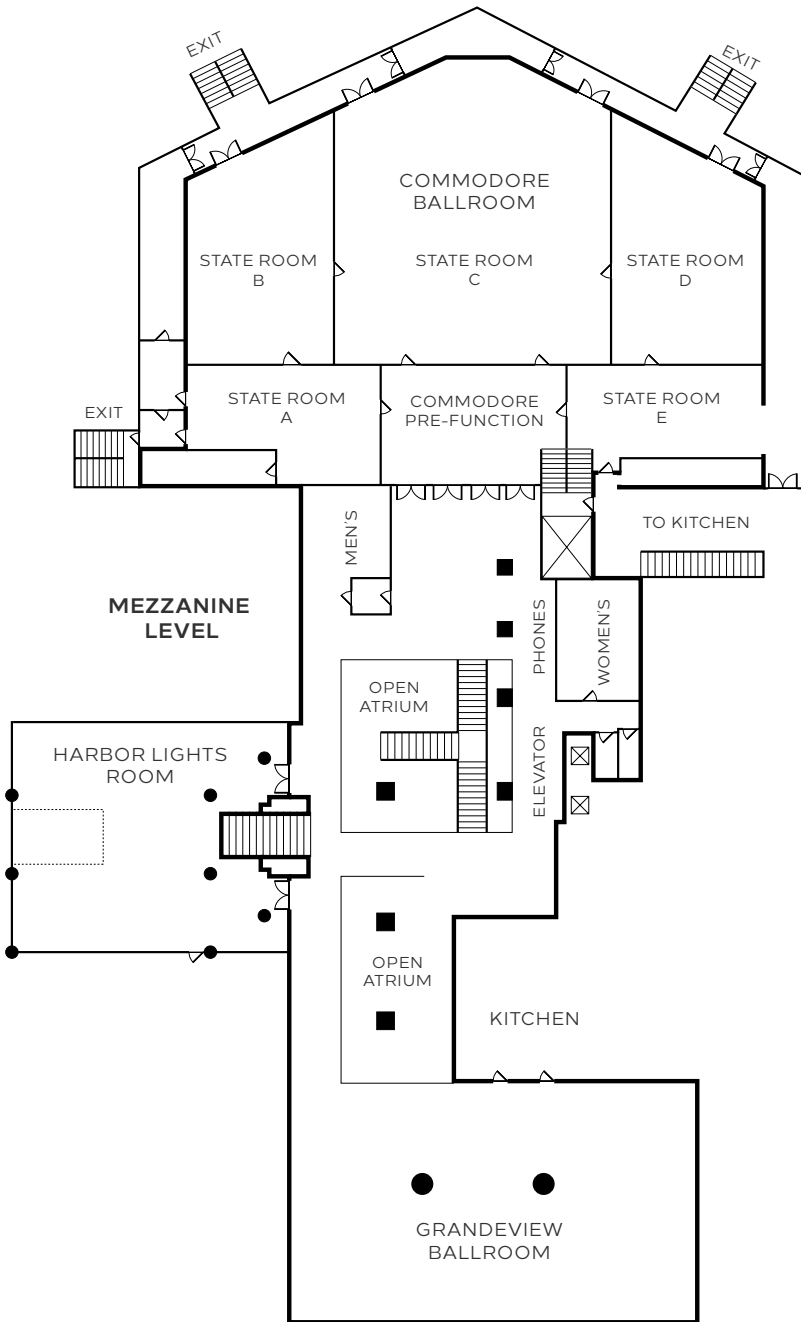 EXIT
EXIT
COMMODORE
BALLROOM
STATE ROOM
B
STATE ROOM
C
STATE ROOM
D
EXIT
STATE ROOM
A
COMMODORE
PRE-FUNCTION
STATE ROOM
E
MEN'S
TO KITCHEN
MEZZANINE
LEVEL
PHONES
WOMEN'S
OPEN
ATRIUM
HARBOR LIGHTS
ROOM
ELEVATOR
OPEN
ATRIUM
KITCHEN
GRANDEVIEW
BALLROOM